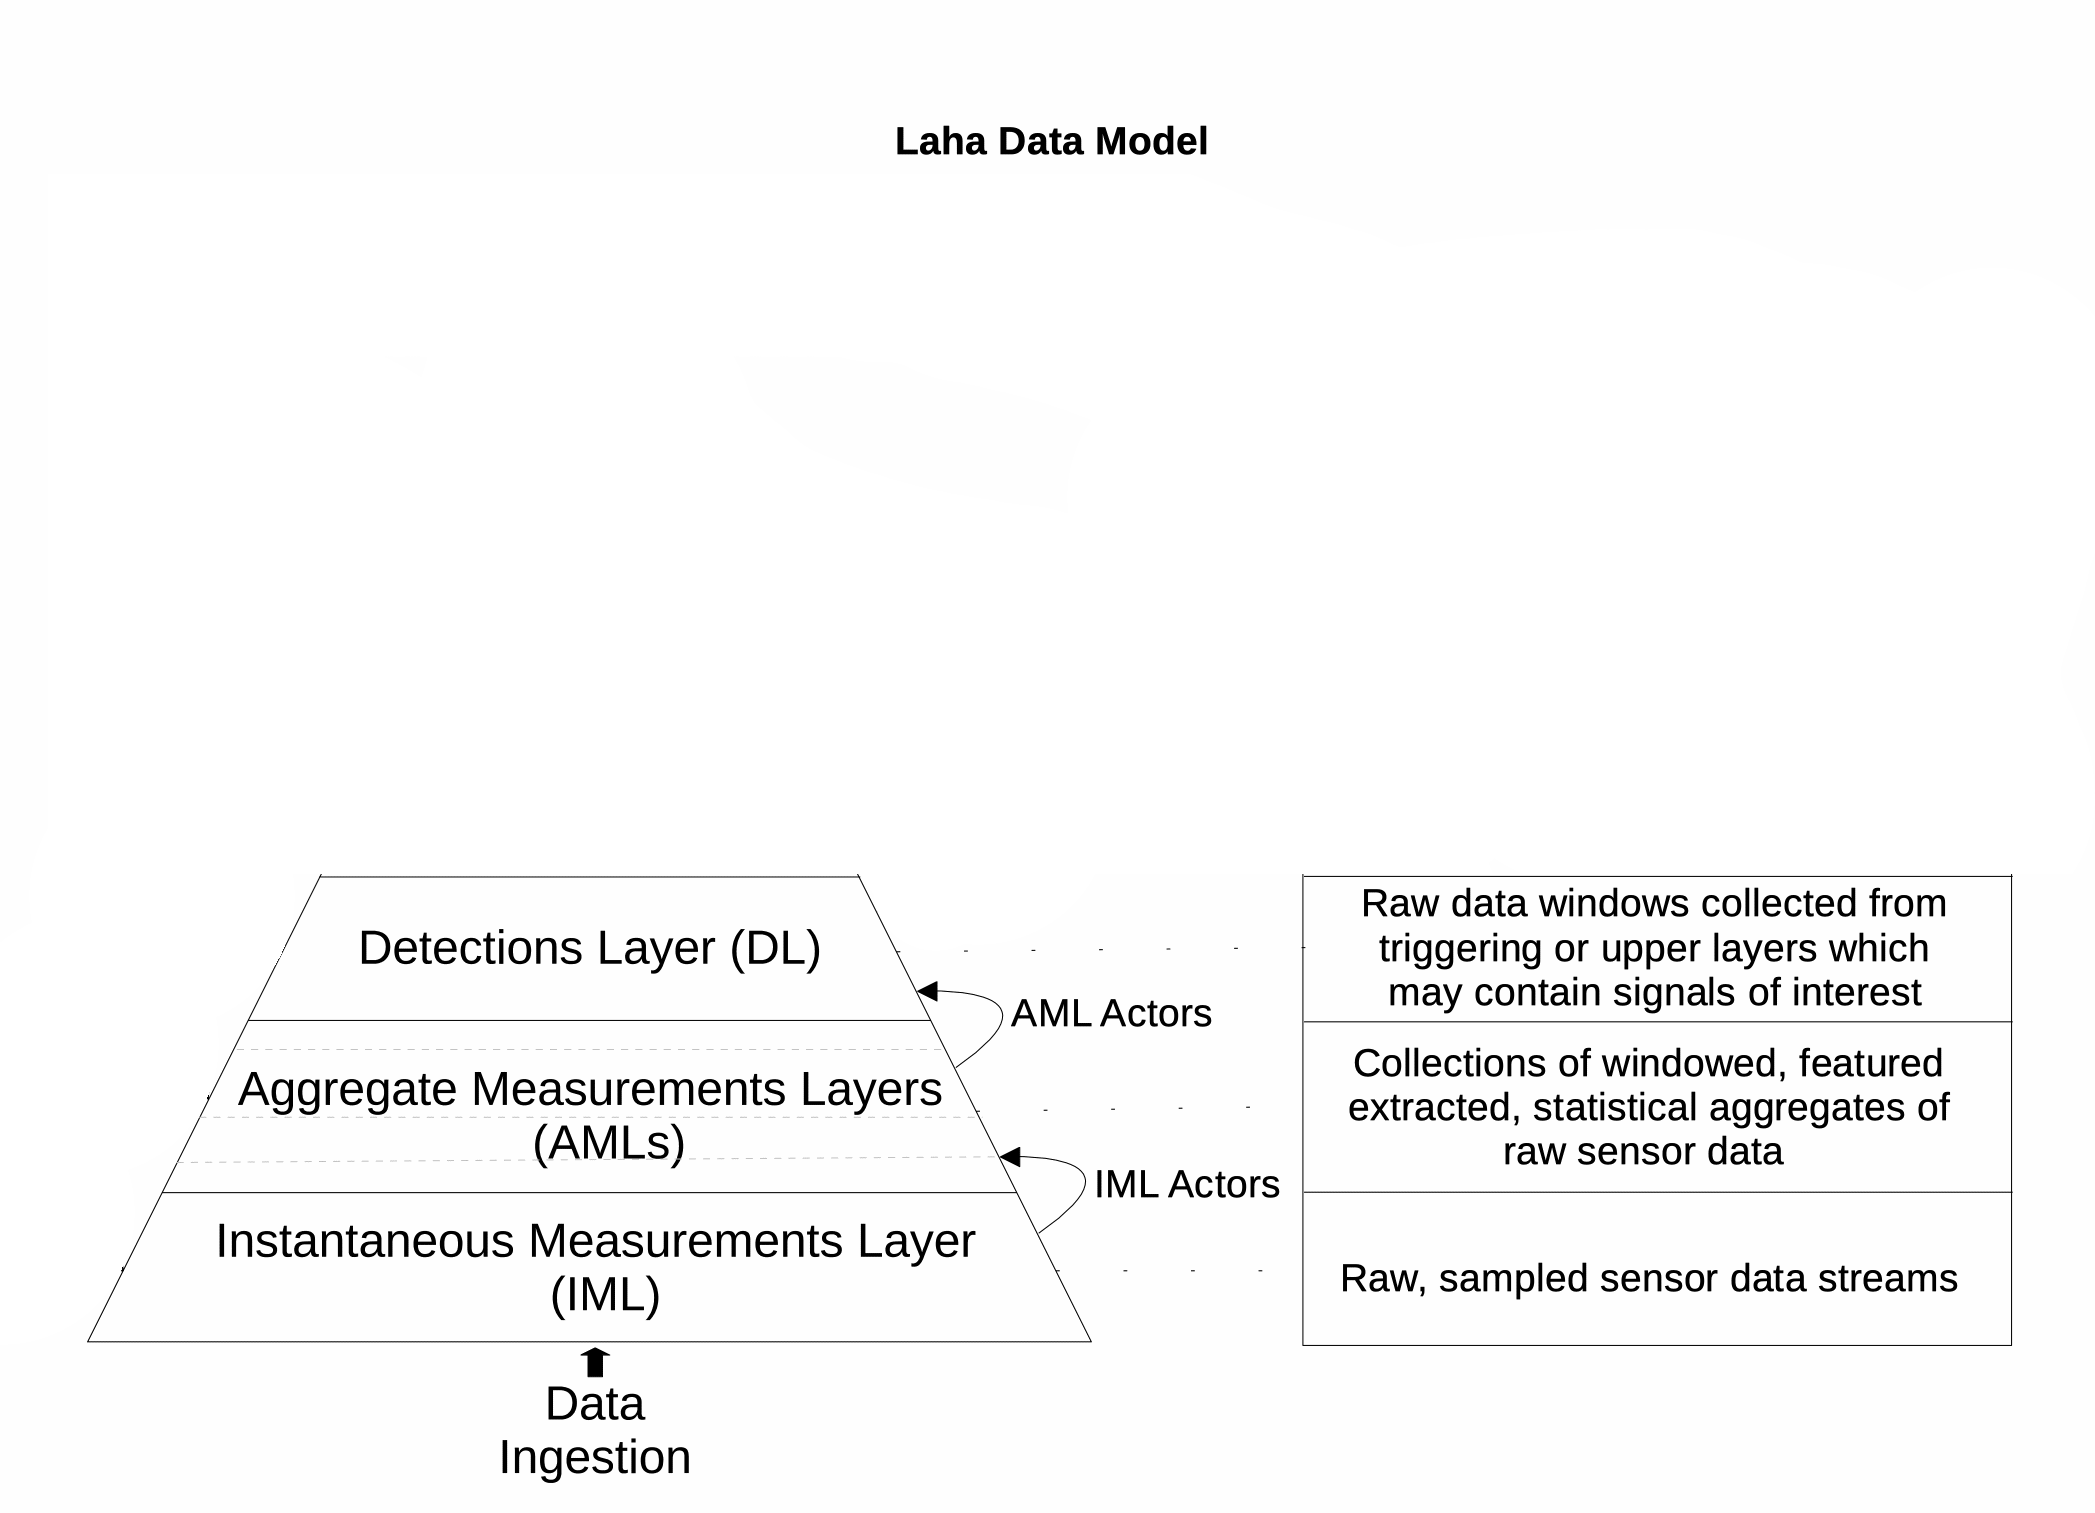 Laha Data Model
Detections Layer (DL)
Raw data windows collected from
triggering or upper layers which
may contain signals of interest
AML Actors
Aggregate Measurements Layers
(AMLs)
Collections of windowed, featured
extracted, statistical aggregates of
raw sensor data
IML Actors
Instantaneous Measurements Layer
(IML)
Raw, sampled sensor data streams
Data
Ingestion